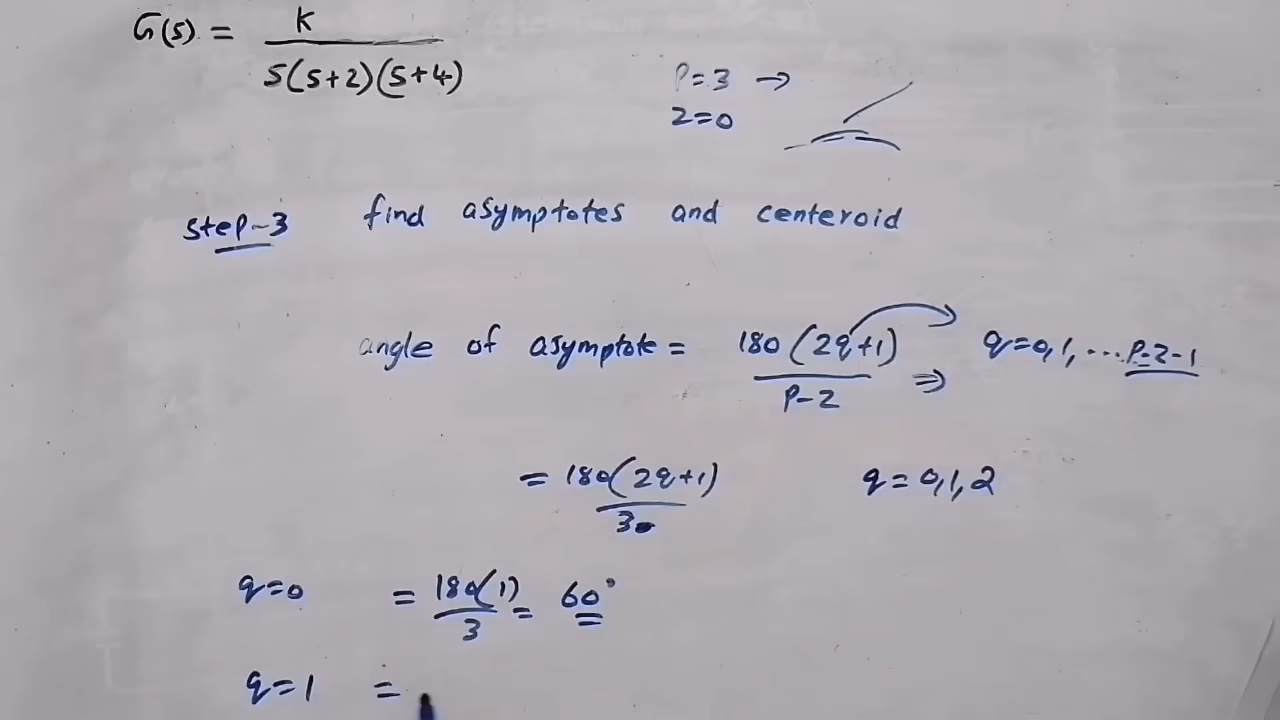 G(s) = K
s(s+2)(s+4)
P=3 →
Z=0
Step-3 find asymptotes and centeroid
angle of asymptote = 180(2q+1) q=0,1, ... P-Z-1
P-Z ⇒
= 180(2q+1) q=0,1,2
3
q=0 = 180(1) = 60°
3
q=1 =